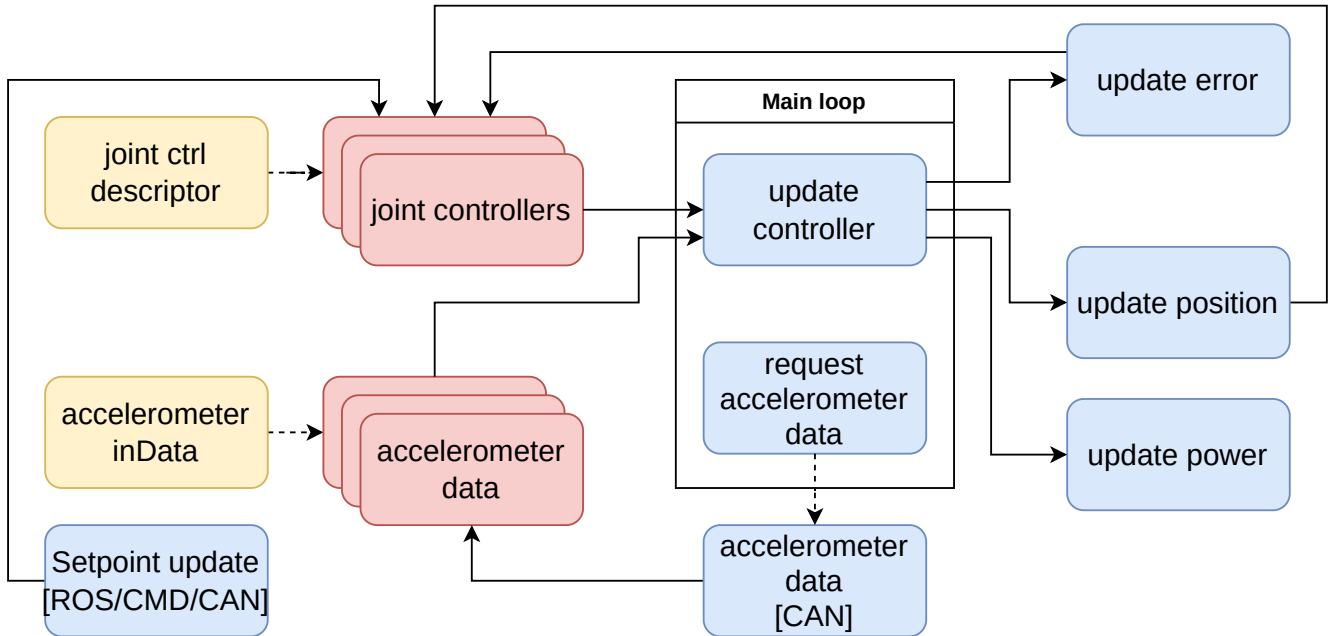 update error
Main loop
joint ctrl
descriptor
joint controllers
update
controller
update position
request
accelerometer
data
accelerometer
inData
accelerometer
data
update power
Setpoint update
[ROS/CMD/CAN]
accelerometer
data
[CAN]